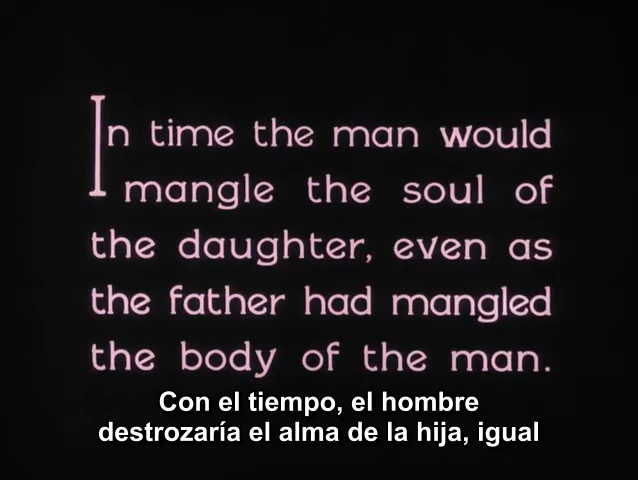 In time the man would
mangle the soul of
the daughter, even as
the father had mangled
the body of the man.
Con el tiempo, el hombre
destrozaría el alma de la hija, igual